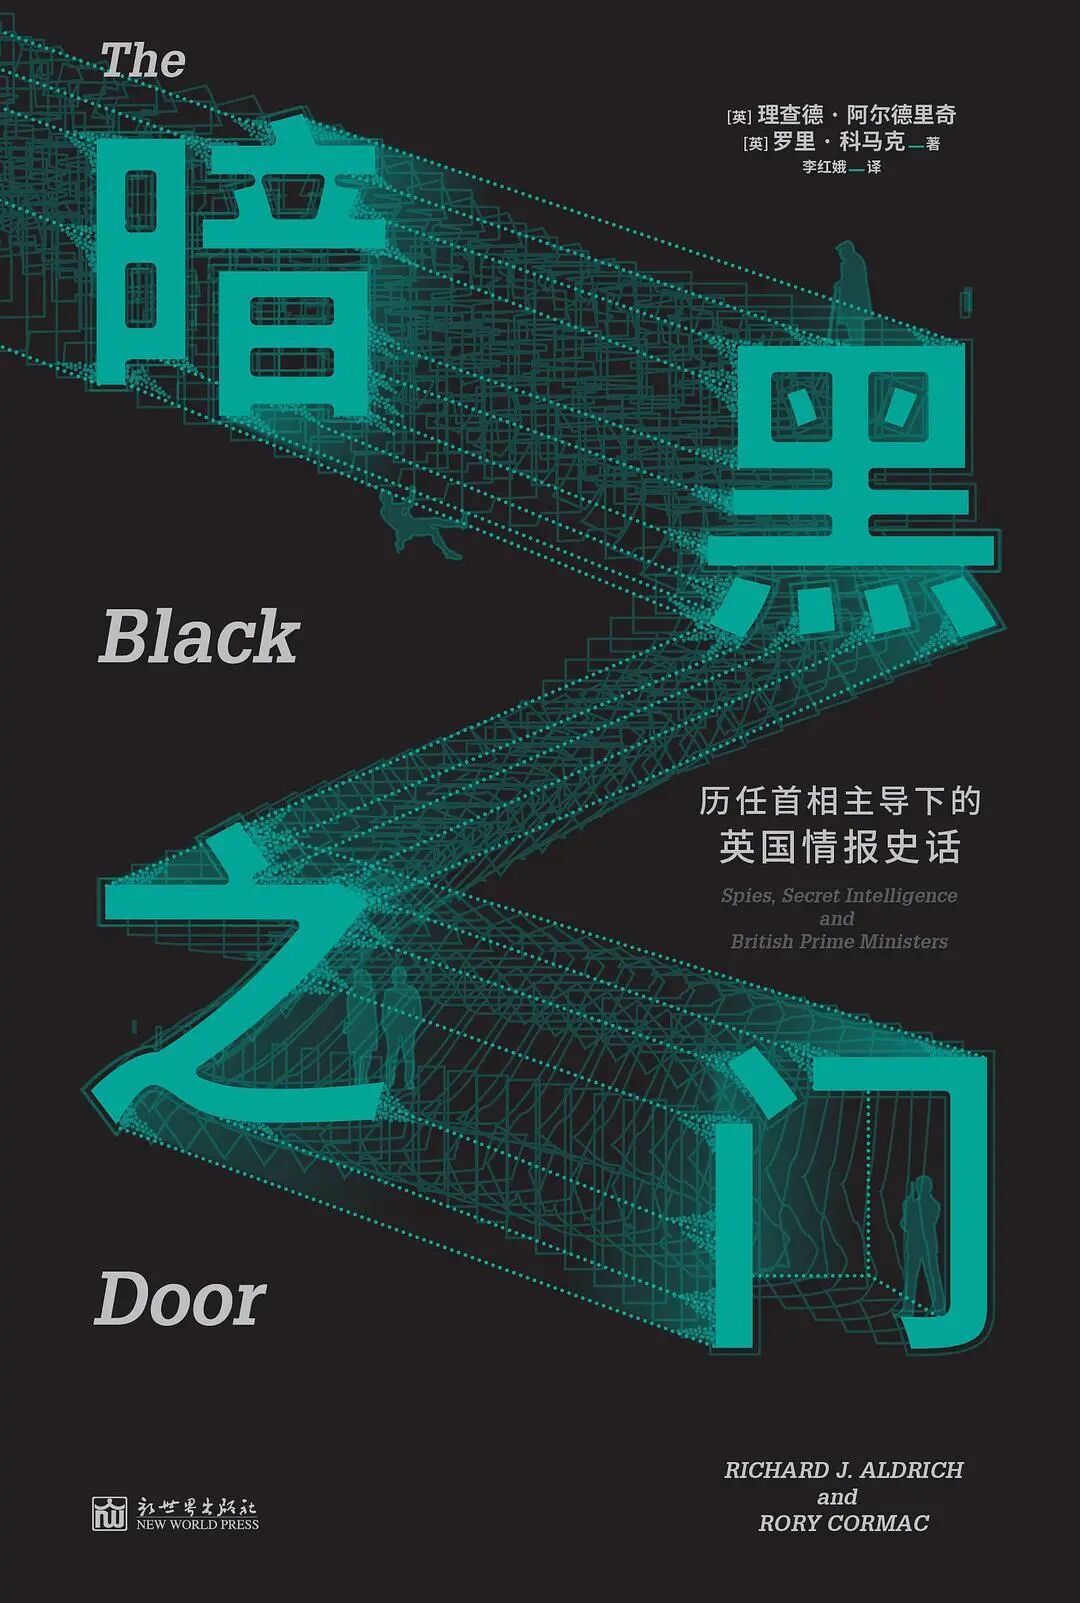 The
[英] 理查德·阿尔德里奇
[英] 罗里·科马克—著
李红娥—译
暗
黑
Black
历任首相主导下的
英国情报史话
Spies, Secret Intelligence
and
British Prime Ministers
之
门
Door
RICHARD J. ALDRICH
and
RORY CORMAC
新世界出版社
NEW WORLD PRESS